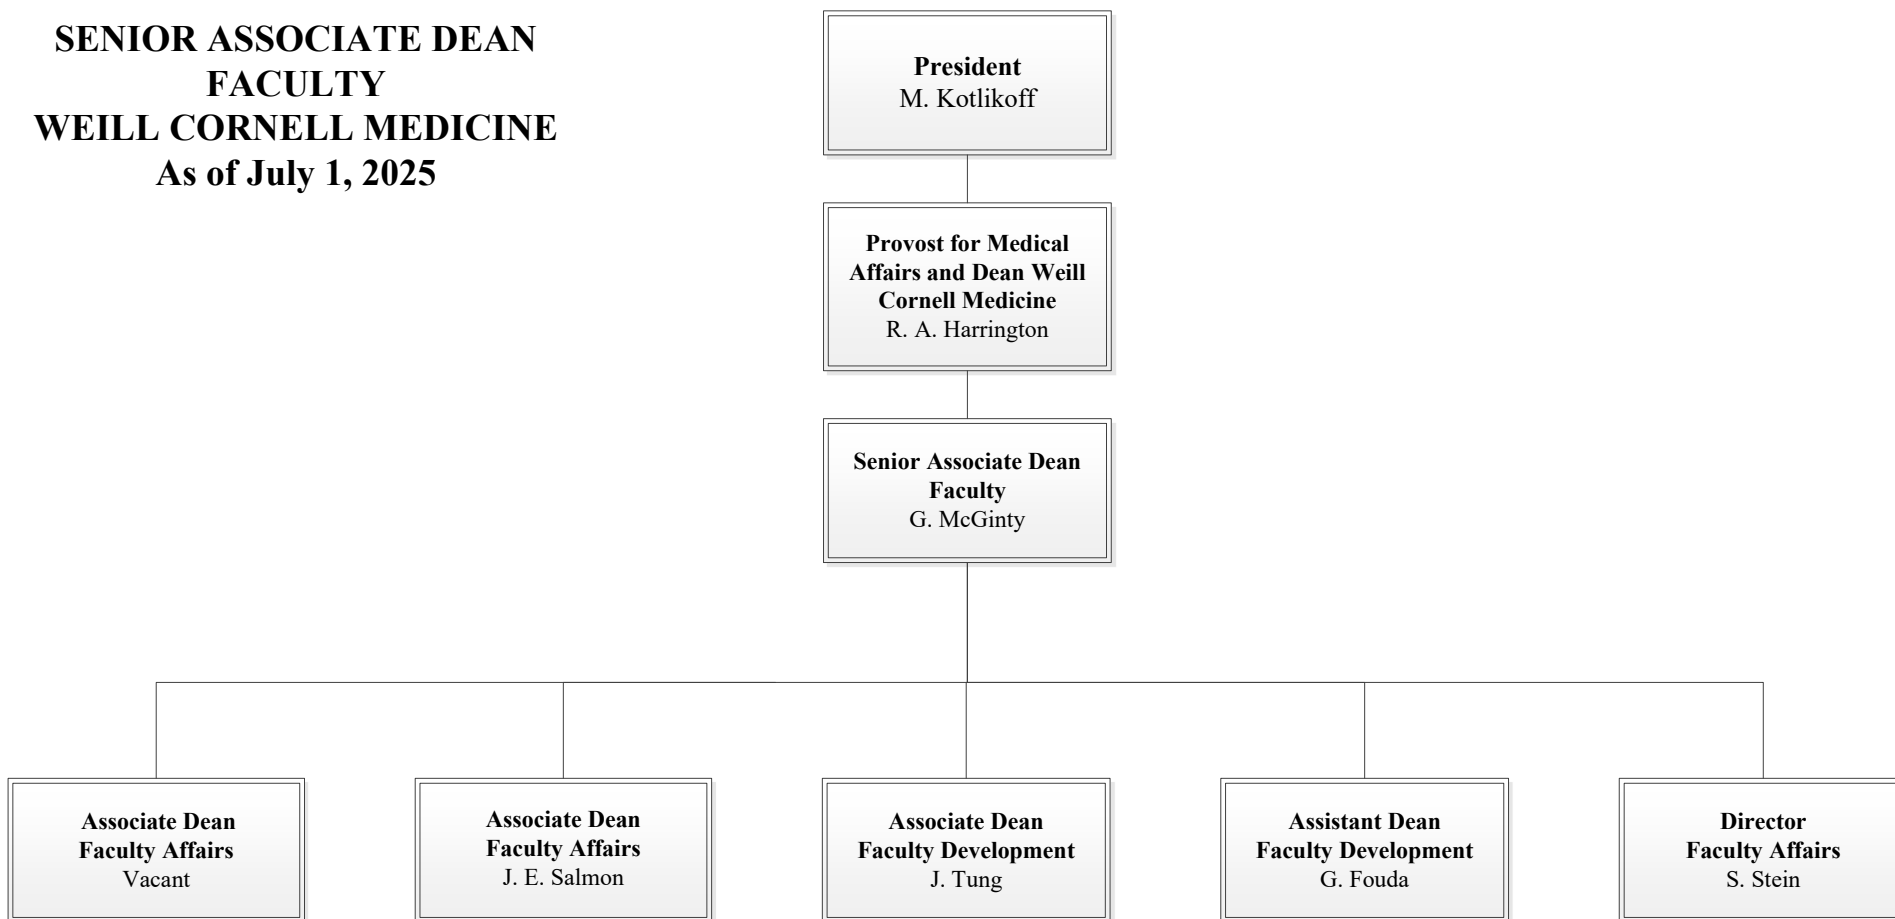 SENIOR ASSOCIATE DEAN
FACULTY
WEILL CORNELL MEDICINE
As of July 1, 2025
President
M. Kotlikoff
Provost for Medical
Affairs and Dean Weill
Cornell Medicine
R. A. Harrington
Senior Associate Dean
Faculty
G. McGinty
Associate Dean
Faculty Affairs
Vacant
Associate Dean
Faculty Affairs
J. E. Salmon
Associate Dean
Faculty Development
J. Tung
Assistant Dean
Faculty Development
G. Fouda
Director
Faculty Affairs
S. Stein